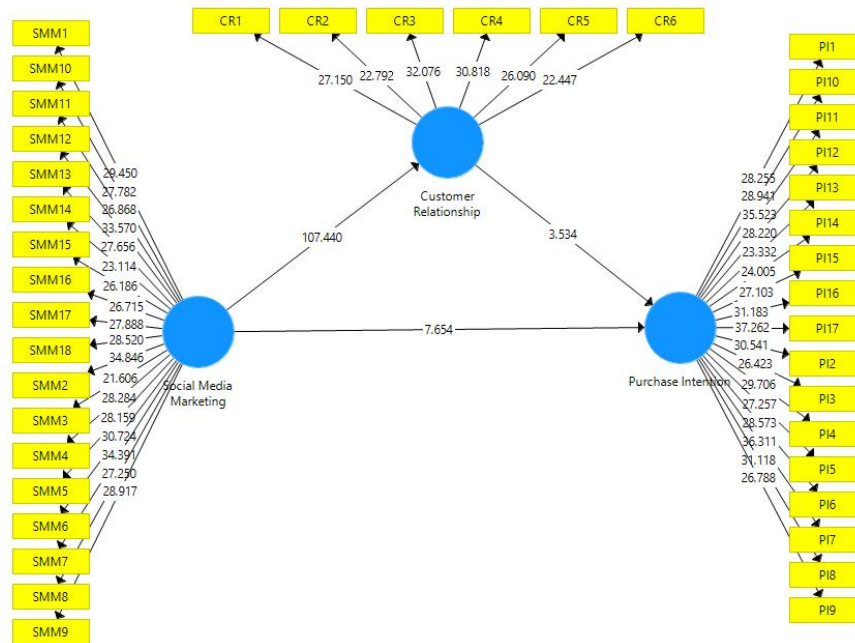 SMM1
SMM10
SMM11
SMM12
SMM13
SMM14
SMM15
SMM16
SMM17
SMM18
SMM2
SMM3
SMM4
SMM5
SMM6
SMM7
SMM8
SMM9
29.450
27.782
26.868
33.570
27.656
23.114
26.186
26.715
27.888
28.520
34.846
21.606
28.284
28.159
30.724
34.391
27.250
28.917
Social Media
Marketing
CR1
CR2
CR3
CR4
CR5
CR6
27.150
22.792
32.076
30.818
26.090
22.447
Customer
Relationship
107.440
3.534
7.654
Purchase Intention
28.255
28.941
35.523
28.220
23.332
24.005
27.103
31.183
37.262
30.541
26.423
29.706
27.257
28.573
36.311
31.118
26.788
PI1
PI10
PI11
PI12
PI13
PI14
PI15
PI16
PI17
PI2
PI3
PI4
PI5
PI6
PI7
PI8
PI9